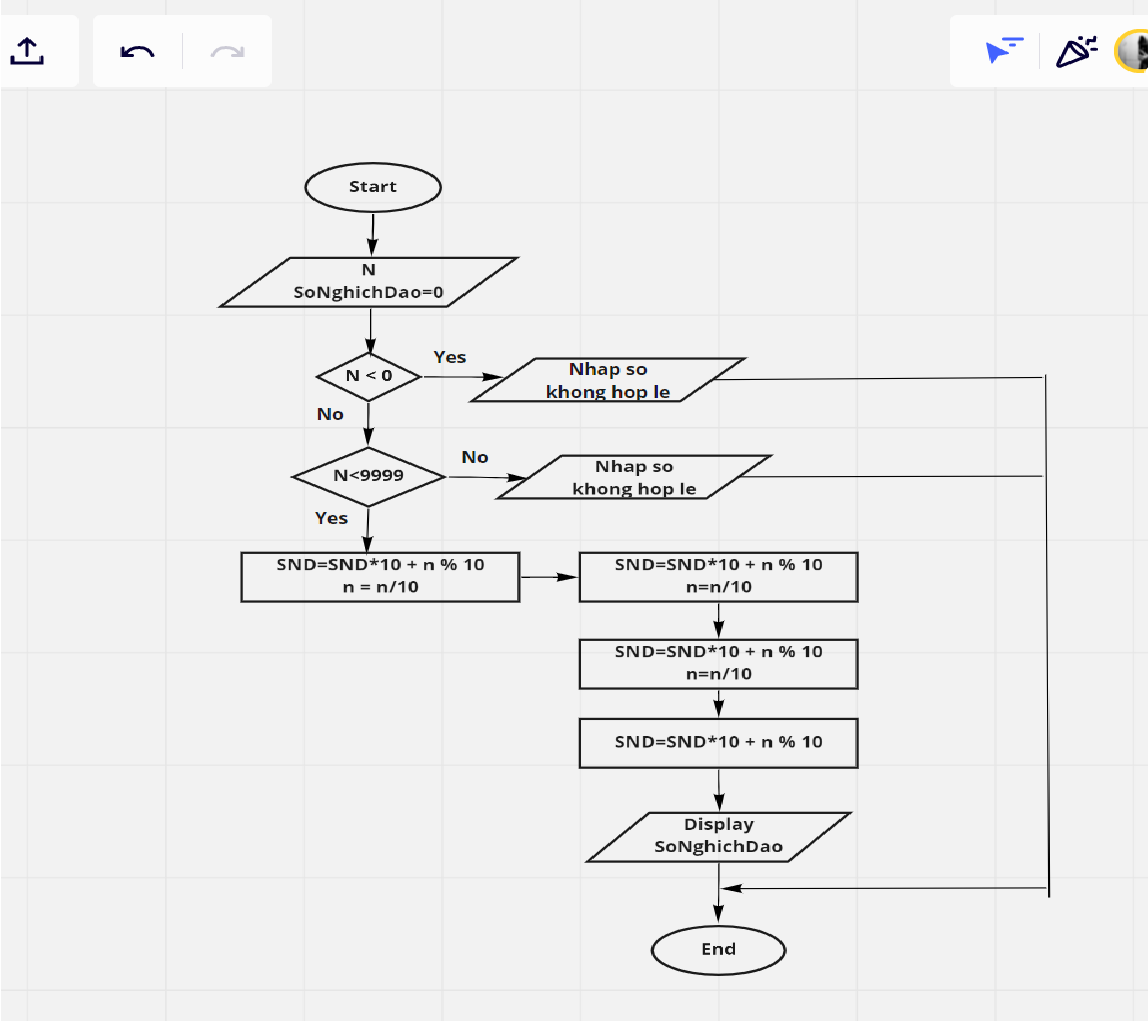 Start
N
SoNghichDao=0
N < 0
Yes
Nhap so
khong hop le
No
N<9999
No
Nhap so
khong hop le
Yes
SND=SND*10 + n % 10
n = n/10
SND=SND*10 + n % 10
n=n/10
SND=SND*10 + n % 10
n=n/10
SND=SND*10 + n % 10
Display
SoNghichDao
End